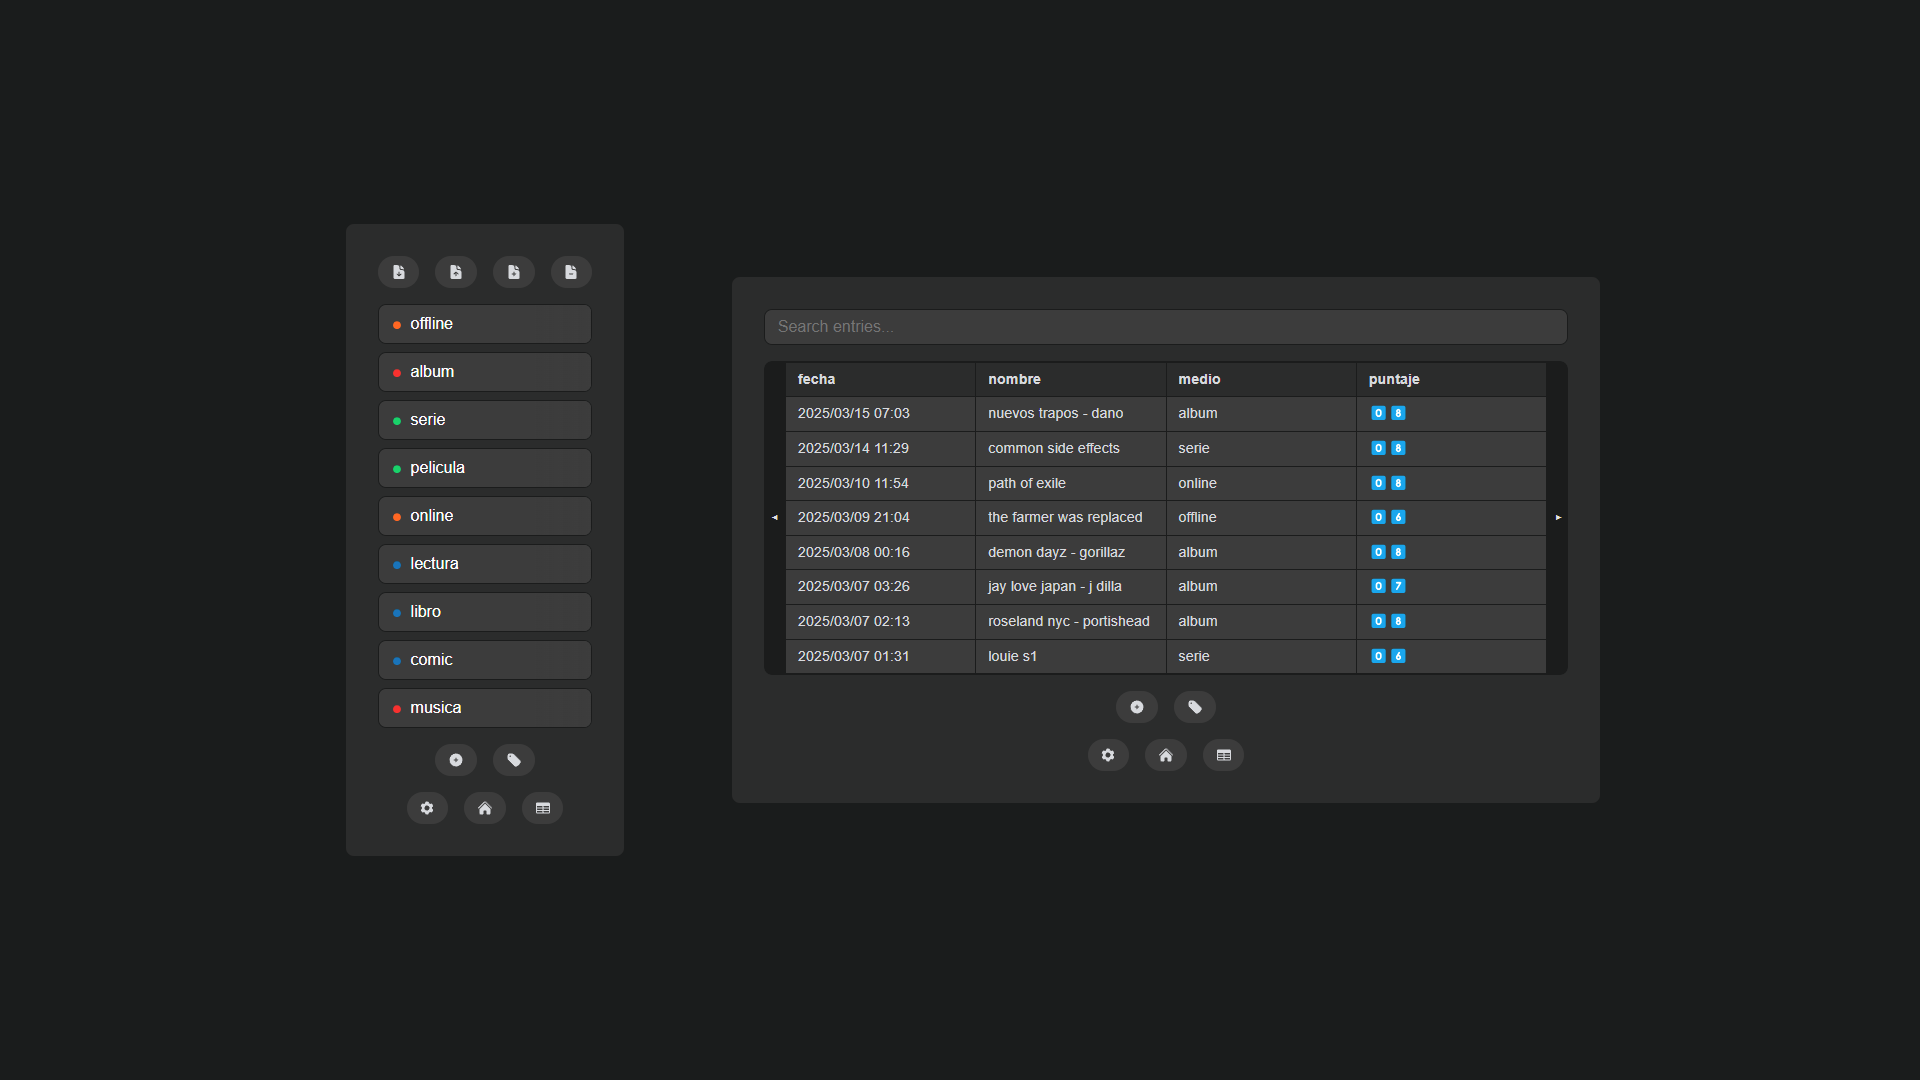 offline
album
serie
pelicula
online
lectura
libro
comic
musica
Search entries...
fecha nombre medio puntaje
2025/03/15 07:03 nuevos trapos - dano album 0 8
2025/03/14 11:29 common side effects serie 0 8
2025/03/10 11:54 path of exile online 0 8
2025/03/09 21:04 the farmer was replaced offline 0 6
2025/03/08 00:16 demon dayz - gorillaz album 0 8
2025/03/07 03:26 jay love japan - j dilla album 0 7
2025/03/07 02:13 roseland nyc - portishead album 0 8
2025/03/07 01:31 louie s1 serie 0 6